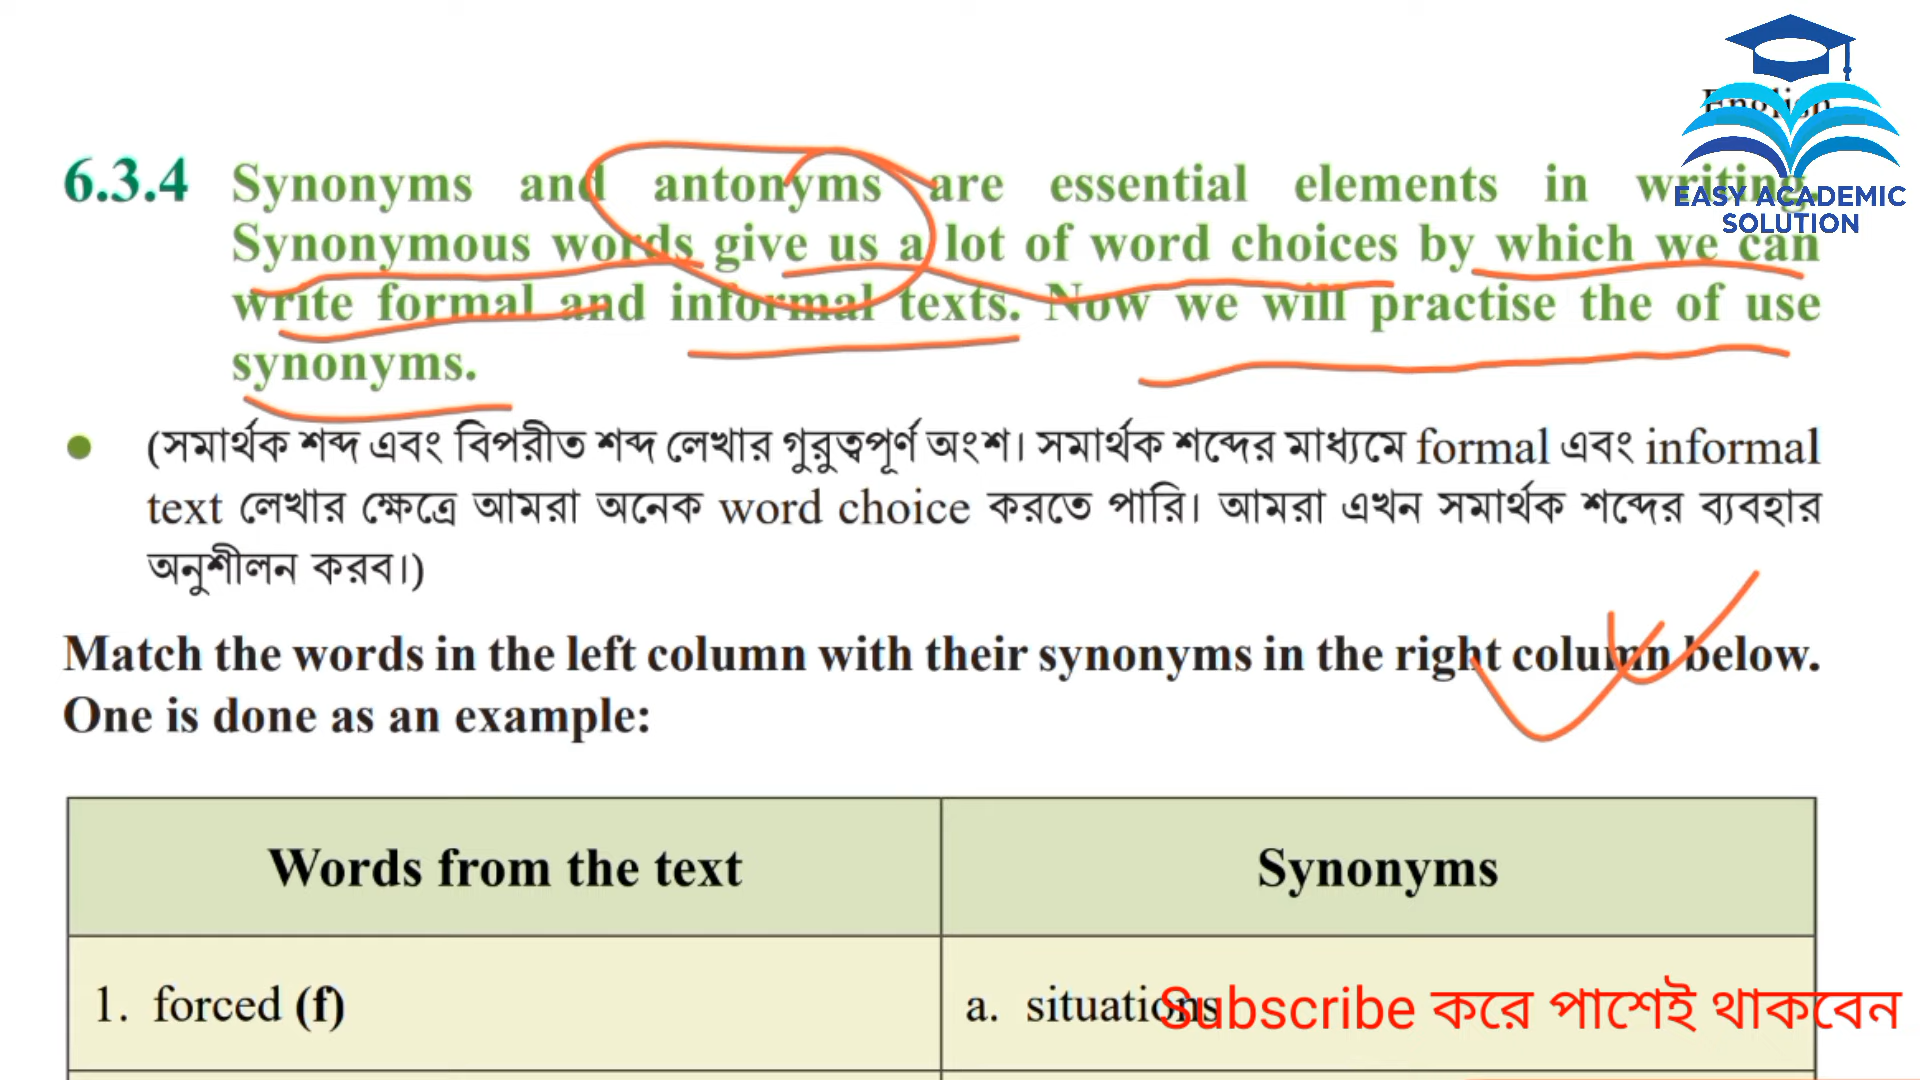 English
EASY ACADEMIC
SOLUTION
6.3.4 Synonyms and antonyms are essential elements in writing.
Synonymous words give us a lot of word choices by which we can
write formal and informal texts. Now we will practise the of use
synonyms.
(সমার্থক শব্দ এবং বিপরীত শব্দ লেখার গুরুত্বপূর্ণ অংশ। সমার্থক শব্দের মাধ্যমে formal এবং informal
text লেখার ক্ষেত্রে আমরা অনেক word choice করতে পারি। আমরা এখন সমার্থক শব্দের ব্যবহার
অনুশীলন করব।)
Match the words in the left column with their synonyms in the right column below.
One is done as an example:
Words from the text Synonyms
1. forced (f) a. situations
Subscribe করে পাশেই থাকবেন